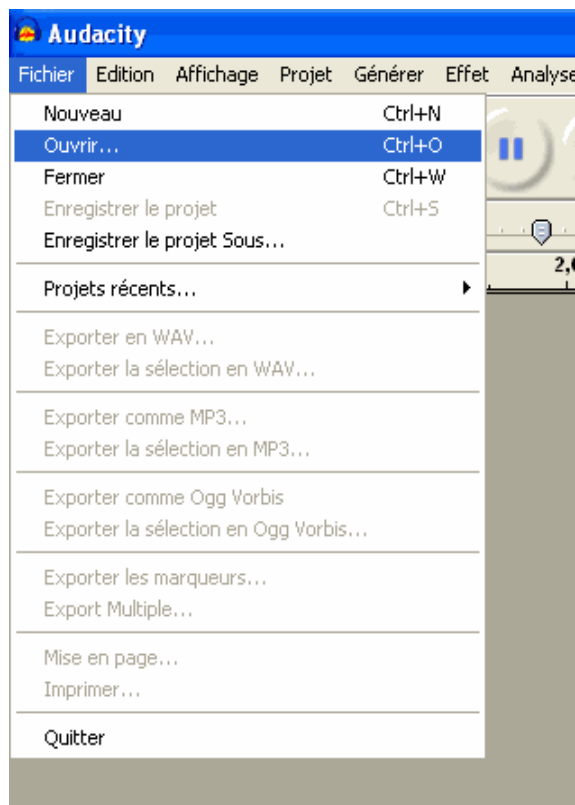 Audacity
Fichier Edition Affichage Projet Générer Effet Analyse
Nouveau Ctrl+N
Ouvrir... Ctrl+O
Fermer Ctrl+W
Enregistrer le projet Ctrl+S
Enregistrer le projet Sous...
2,0
Projets récents...
Exporter en WAV...
Exporter la sélection en WAV...
Exporter comme MP3...
Exporter la sélection en MP3...
Exporter comme Ogg Vorbis
Exporter la sélection en Ogg Vorbis...
Exporter les marqueurs...
Export Multiple...
Mise en page...
Imprimer...
Quitter